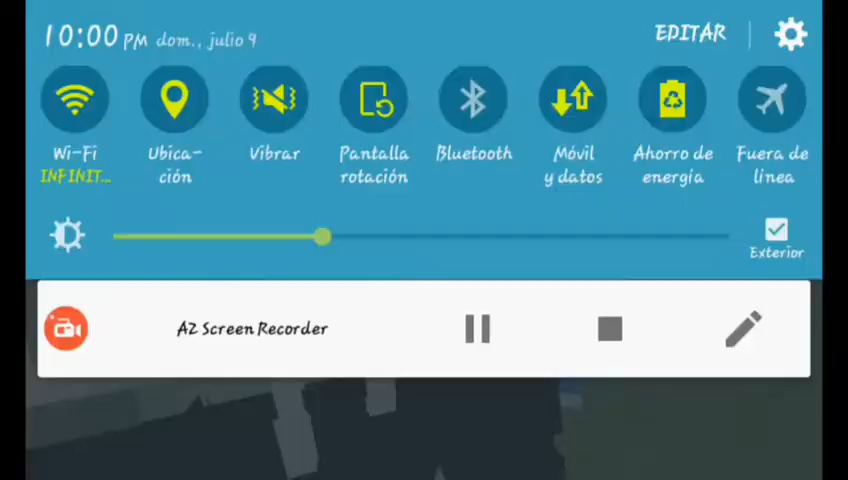 10:00 PM dom., julio 9
EDITAR
Wi-Fi
INFINIT...
Ubica-
ción
Vibrar
Pantalla
rotación
Bluetooth
Móvil
y datos
Ahorro de
energía
Fuera de
línea
Exterior
AZ Screen Recorder